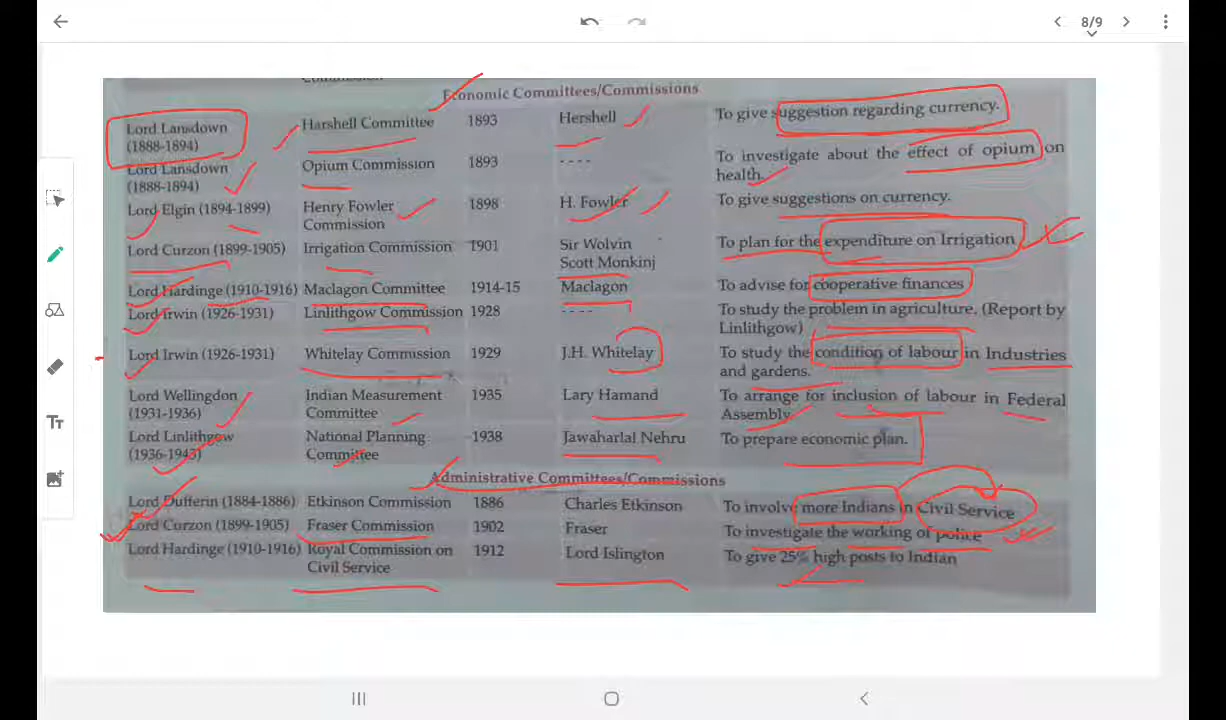 8/9
Commission
Economic Committees/Commissions
Lord Lansdown (1888-1894) Harshell Committee 1893 Hershell To give suggestion regarding currency.
Lord Lansdown (1888-1894) Opium Commission 1893 ---- To investigate about the effect of opium on health.
Lord Elgin (1894-1899) Henry Fowler Commission 1898 H. Fowler To give suggestions on currency.
Lord Curzon (1899-1905) Irrigation Commission 1901 Sir Wolvin Scott Monkinj To plan for the expenditure on Irrigation
Lord Hardinge (1910-1916) Maclagon Committee 1914-15 Maclagon To advise for cooperative finances
Lord Irwin (1926-1931) Linlithgow Commission 1928 ---- To study the problem in agriculture. (Report by Linlithgow)
Lord Irwin (1926-1931) Whitelay Commission 1929 J.H. Whitelay To study the condition of labour in Industries and gardens.
Lord Wellingdon (1931-1936) Indian Measurement Committee 1935 Lary Hamand To arrange for inclusion of labour in Federal Assembly
Lord Linlithgow (1936-1943) National Planning Committee 1938 Jawaharlal Nehru To prepare economic plan.
Administrative Committees/Commissions
Lord Dufferin (1884-1886) Etkinson Commission 1886 Charles Etkinson To involve more Indians in Civil Service
Lord Curzon (1899-1905) Fraser Commission 1902 Fraser To investigate the working of police
Lord Hardinge (1910-1916) Royal Commission on Civil Service 1912 Lord Islington To give 25% high posts to Indian